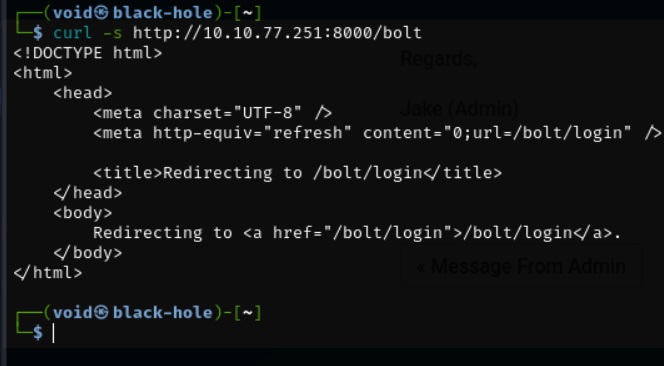 ┌──(void㉿black-hole)-[~]
└─$ curl -s http://10.10.77.251:8000/bolt
<!DOCTYPE html>
<html>
    <head>
        <meta charset="UTF-8" />
        <meta http-equiv="refresh" content="0;url=/bolt/login" />

        <title>Redirecting to /bolt/login</title>
    </head>
    <body>
        Redirecting to <a href="/bolt/login">/bolt/login</a>.
    </body>
</html>

┌──(void㉿black-hole)-[~]
└─$
Regards,
Jake (Admin)
« Message From Admin